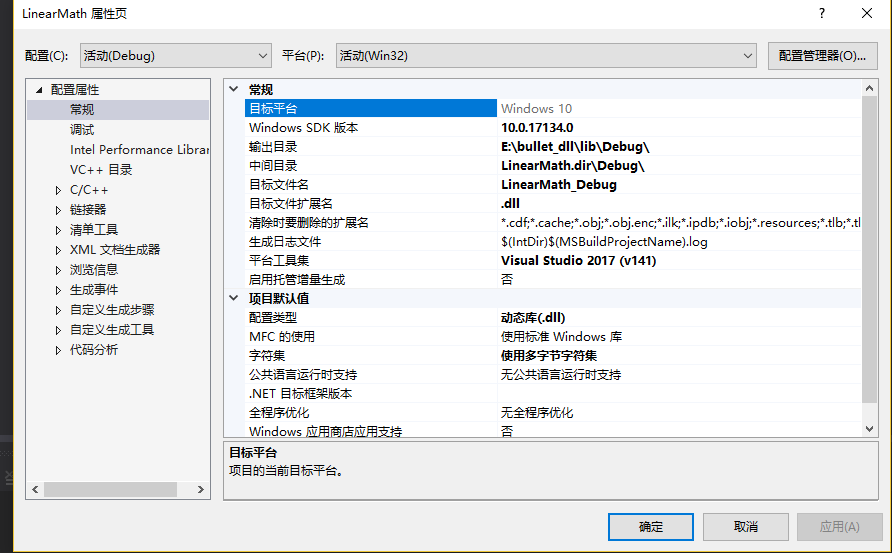 LinearMath 属性页
配置(C): 活动(Debug) 平台(P): 活动(Win32) 配置管理器(O)...
配置属性
常规
调试
Intel Performance Librar
VC++ 目录
C/C++
链接器
清单工具
XML 文档生成器
浏览信息
生成事件
自定义生成步骤
自定义生成工具
代码分析
常规
目标平台 Windows 10
Windows SDK 版本 10.0.17134.0
输出目录 E:\bullet_dll\lib\Debug\
中间目录 LinearMath.dir\Debug\
目标文件名 LinearMath_Debug
目标文件扩展名 .dll
清除时要删除的扩展名 *.cdf;*.cache;*.obj;*.obj.enc;*.ilk;*.ipdb;*.iobj;*.resources;*.tlb;*.tl
生成日志文件 $(IntDir)$(MSBuildProjectName).log
平台工具集 Visual Studio 2017 (v141)
启用托管增量生成 否
项目默认值
配置类型 动态库(.dll)
MFC 的使用 使用标准 Windows 库
字符集 使用多字节字符集
公共语言运行时支持 无公共语言运行时支持
.NET 目标框架版本
全程序优化 无全程序优化
Windows 应用商店应用支持 否
目标平台
项目的当前目标平台。
确定 取消 应用(A)